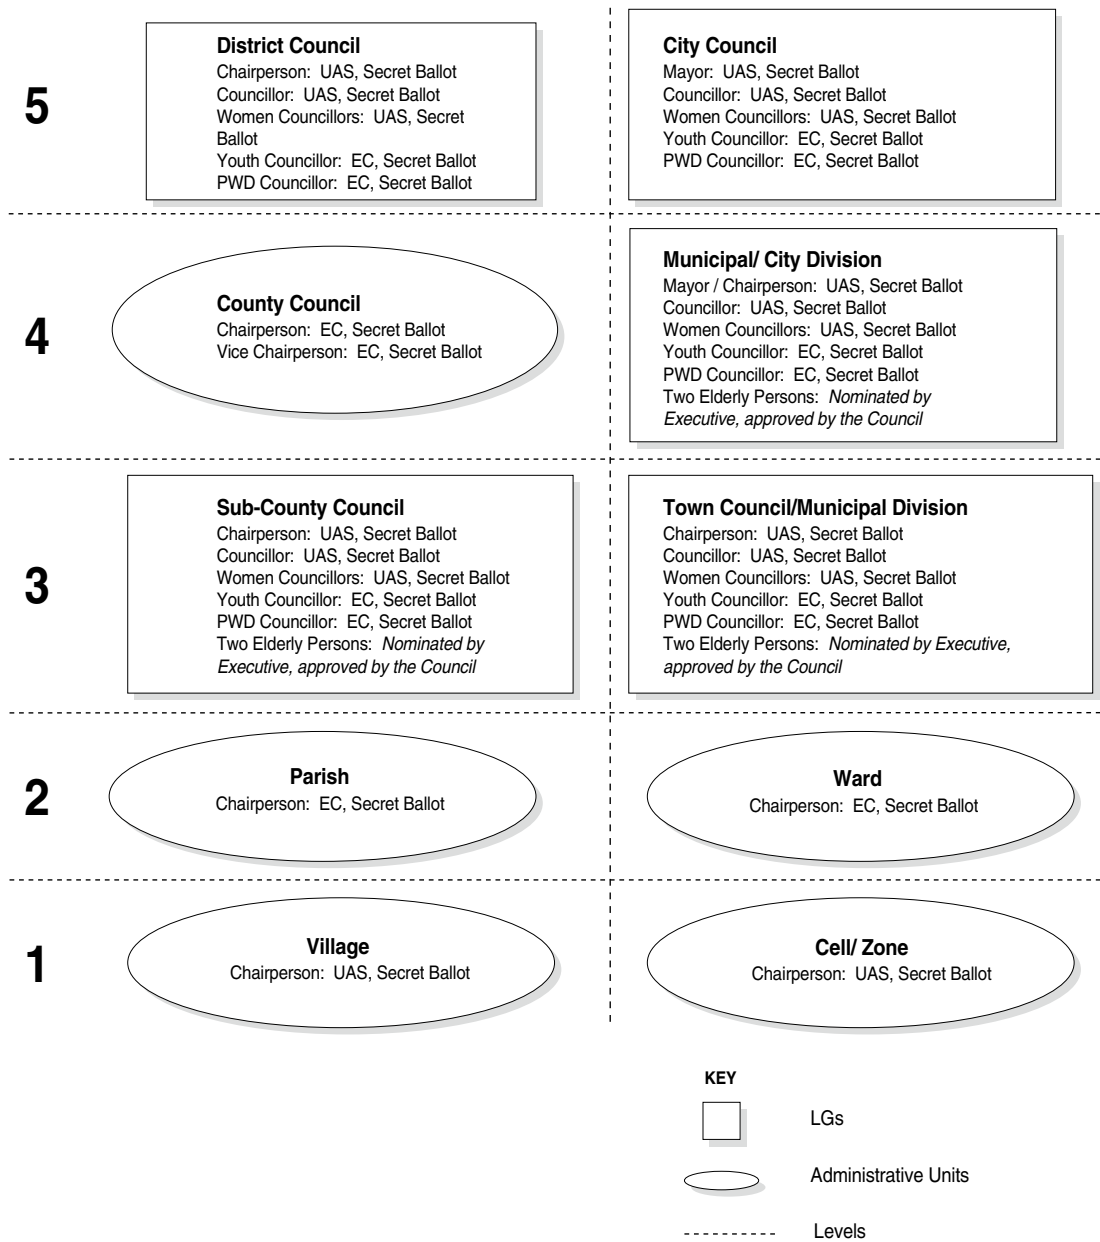 5
District Council
Chairperson: UAS, Secret Ballot
Councillor: UAS, Secret Ballot
Women Councillors: UAS, Secret
Ballot
Youth Councillor: EC, Secret Ballot
PWD Councillor: EC, Secret Ballot
City Council
Mayor: UAS, Secret Ballot
Councillor: UAS, Secret Ballot
Women Councillors: UAS, Secret Ballot
Youth Councillor: EC, Secret Ballot
PWD Councillor: EC, Secret Ballot
4
County Council
Chairperson: EC, Secret Ballot
Vice Chairperson: EC, Secret Ballot
Municipal/ City Division
Mayor / Chairperson: UAS, Secret Ballot
Councillor: UAS, Secret Ballot
Women Councillors: UAS, Secret Ballot
Youth Councillor: EC, Secret Ballot
PWD Councillor: EC, Secret Ballot
Two Elderly Persons: Nominated by
Executive, approved by the Council
3
Sub-County Council
Chairperson: UAS, Secret Ballot
Councillor: UAS, Secret Ballot
Women Councillors: UAS, Secret Ballot
Youth Councillor: EC, Secret Ballot
PWD Councillor: EC, Secret Ballot
Two Elderly Persons: Nominated by
Executive, approved by the Council
Town Council/Municipal Division
Chairperson: UAS, Secret Ballot
Councillor: UAS, Secret Ballot
Women Councillors: UAS, Secret Ballot
Youth Councillor: EC, Secret Ballot
PWD Councillor: EC, Secret Ballot
Two Elderly Persons: Nominated by Executive,
approved by the Council
2
Parish
Chairperson: EC, Secret Ballot
Ward
Chairperson: EC, Secret Ballot
1
Village
Chairperson: UAS, Secret Ballot
Cell/ Zone
Chairperson: UAS, Secret Ballot
KEY
LGs
Administrative Units
Levels